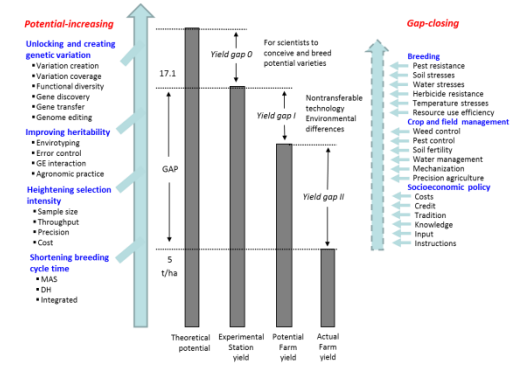 Potential-increasing
Unlocking and creating
genetic variation
▪ Variation creation
▪ Variation coverage
▪ Functional diversity
▪ Gene discovery
▪ Gene transfer
▪ Genome editing
Improving heritability
▪ Envirotyping
▪ Error control
▪ GE interaction
▪ Agronomic practice
Heightening selection
intensity
▪ Sample size
▪ Throughput
▪ Precision
▪ Cost
Shortening breeding
cycle time
▪ MAS
▪ DH
▪ Integrated
17.1
GAP
5
t/ha
Yield gap 0
For scientists to
conceive and breed
potential varieties
Yield gap I
Nontransferable
technology
Environmental
differences
Yield gap II
Theoretical
potential
Experimental
Station
yield
Potential
Farm
yield
Actual
Farm
yield
Gap-closing
Breeding
Pest resistance
Soil stresses
Water stresses
Herbicide resistance
Temperature stresses
Resource use efficiency
Crop and field management
Weed control
Pest control
Soil fertility
Water management
Mechanization
Precision agriculture
Socioeconomic policy
Costs
Credit
Tradition
Knowledge
Input
Instructions